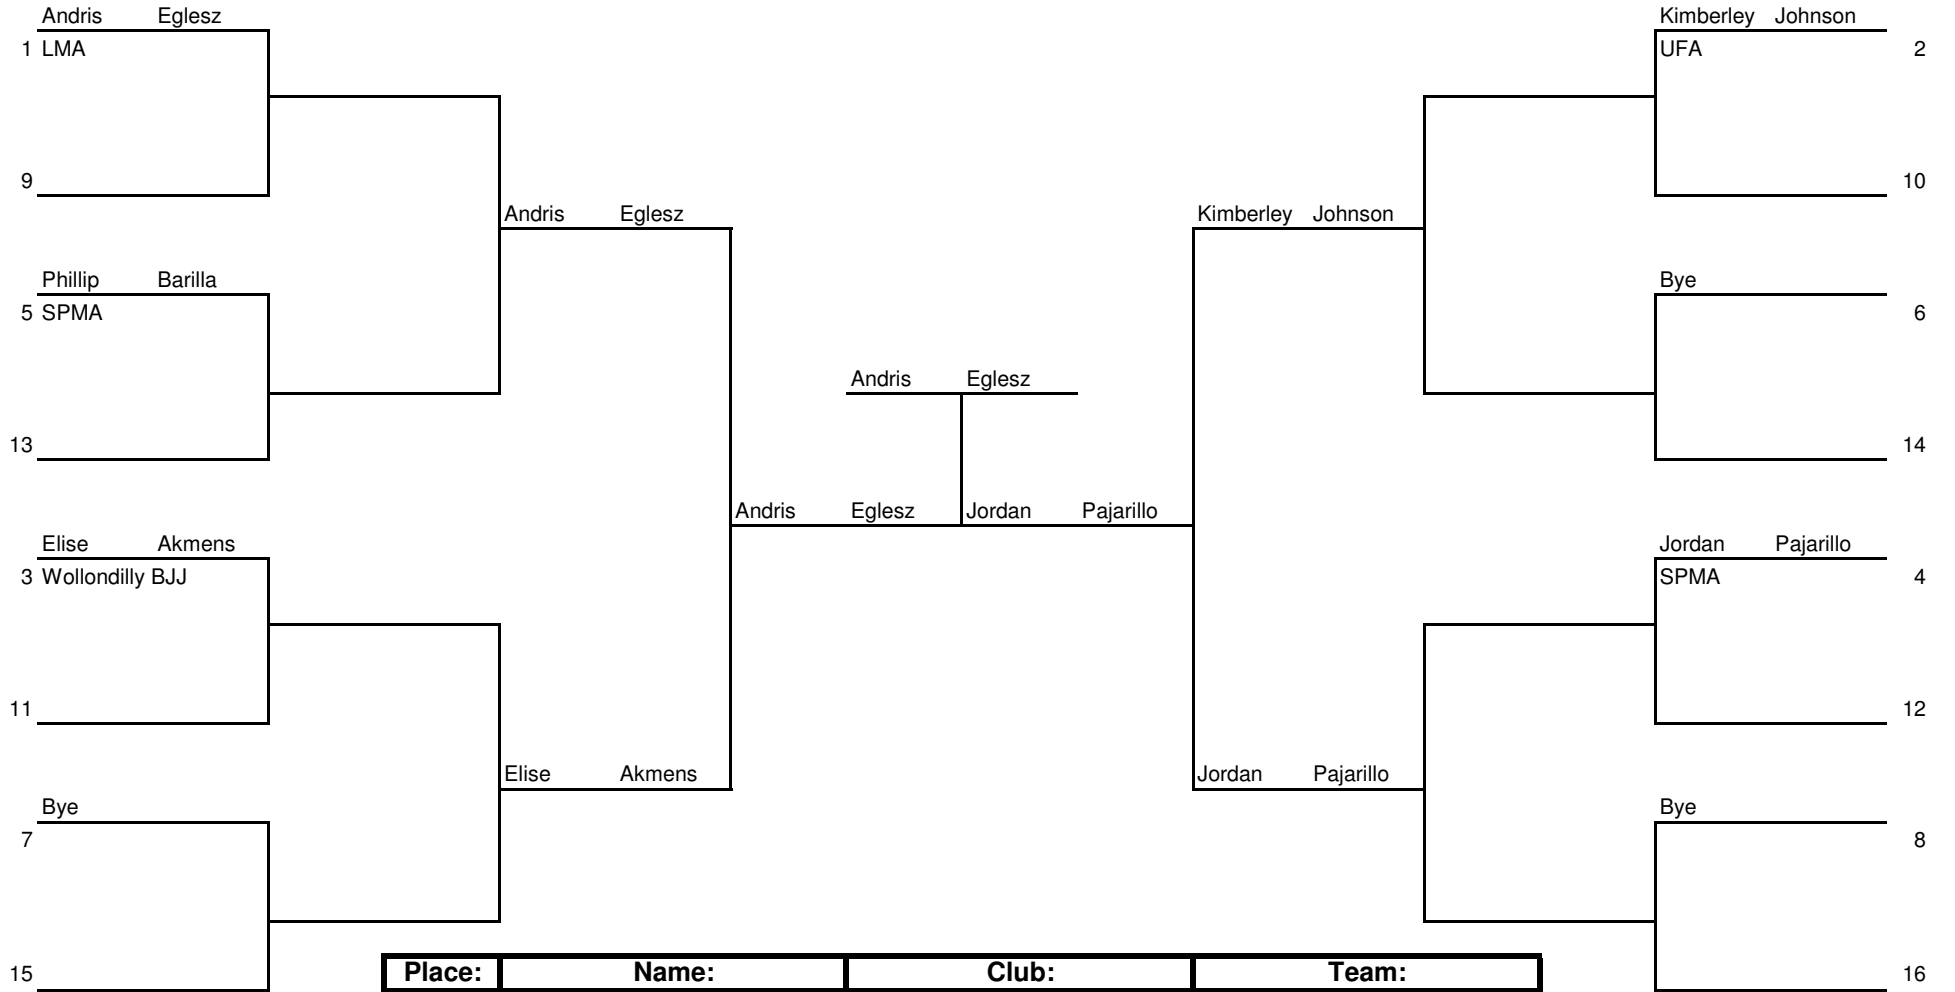 Andris Eglesz
1 LMA
9
Phillip Barilla
5 SPMA
13
Elise Akmens
3 Wollondilly BJJ
11
Bye
7
15
Andris Eglesz
Elise Akmens
Andris Eglesz
Andris Eglesz
Jordan Pajarillo
Kimberley Johnson
Jordan Pajarillo
Kimberley Johnson
UFA 2
10
Bye
6
14
Jordan Pajarillo
SPMA 4
12
Bye
8
16
Place: Name: Club: Team: